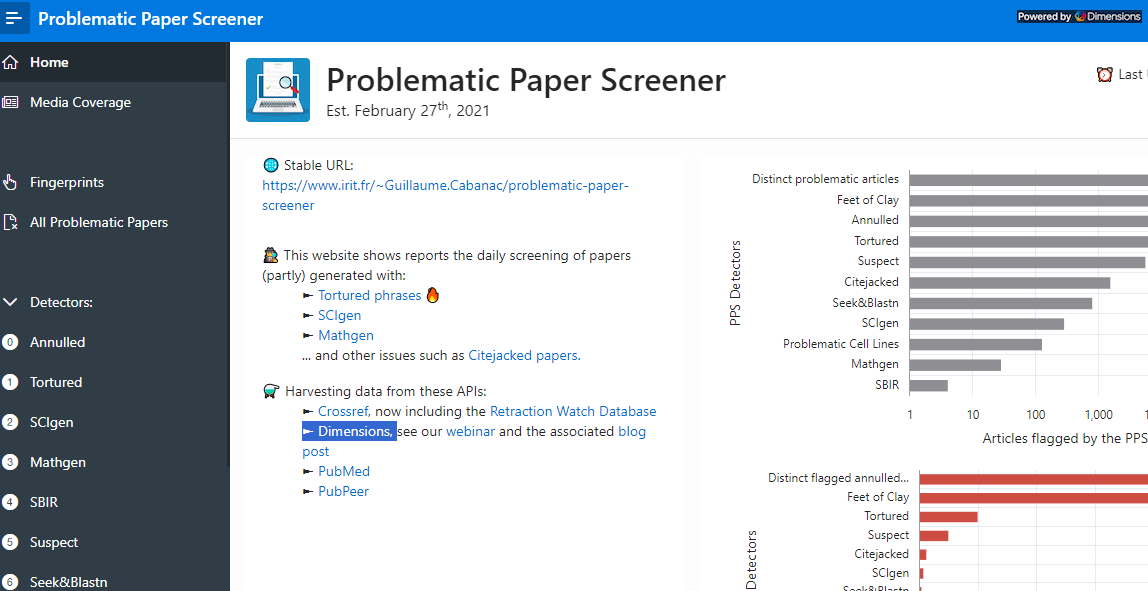 Problematic Paper Screener
Powered by Dimensions
Home
Media Coverage
Fingerprints
All Problematic Papers
Detectors:
0 Annulled
1 Tortured
2 SCIgen
3 Mathgen
4 SBIR
5 Suspect
6 Seek&Blastn
Problematic Paper Screener
Est. February 27th, 2021
Last
Stable URL:
https://www.irit.fr/~Guillaume.Cabanac/problematic-paper-
screener
This website shows reports the daily screening of papers
(partly) generated with:
► Tortured phrases
► SCIgen
► Mathgen
... and other issues such as Citejacked papers.
Harvesting data from these APIs:
► Crossref, now including the Retraction Watch Database
► Dimensions, see our webinar and the associated blog
post
► PubMed
► PubPeer
PPS Detectors
Distinct problematic articles
Feet of Clay
Annulled
Tortured
Suspect
Citejacked
Seek&Blastn
SCIgen
Problematic Cell Lines
Mathgen
SBIR
1 10 100 1,000
Articles flagged by the PPS
Detectors
Distinct flagged annulled...
Feet of Clay
Tortured
Suspect
Citejacked
SCIgen
Seek&Blastn